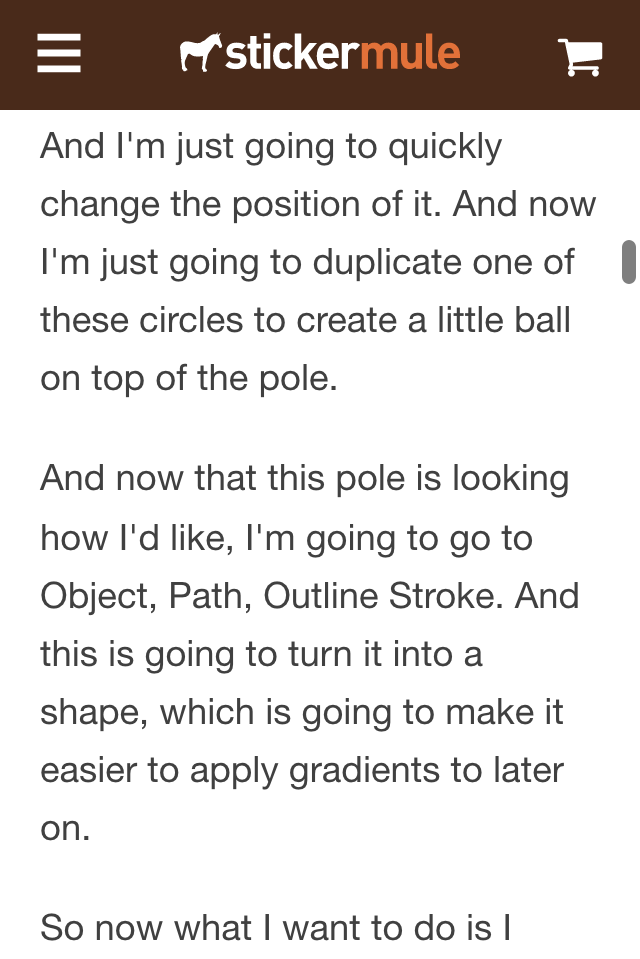 stickermule
And I'm just going to quickly
change the position of it. And now
I'm just going to duplicate one of
these circles to create a little ball
on top of the pole.
And now that this pole is looking
how I'd like, I'm going to go to
Object, Path, Outline Stroke. And
this is going to turn it into a
shape, which is going to make it
easier to apply gradients to later
on.
So now what I want to do is I